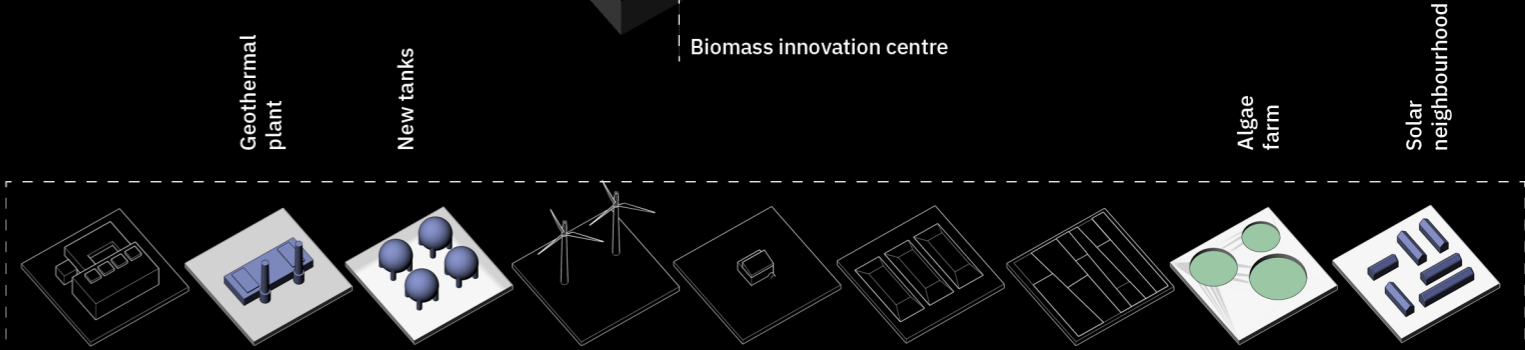 Biomass innovation centre
Geothermal
plant
New tanks
Algae
farm
Solar
neighbourhood